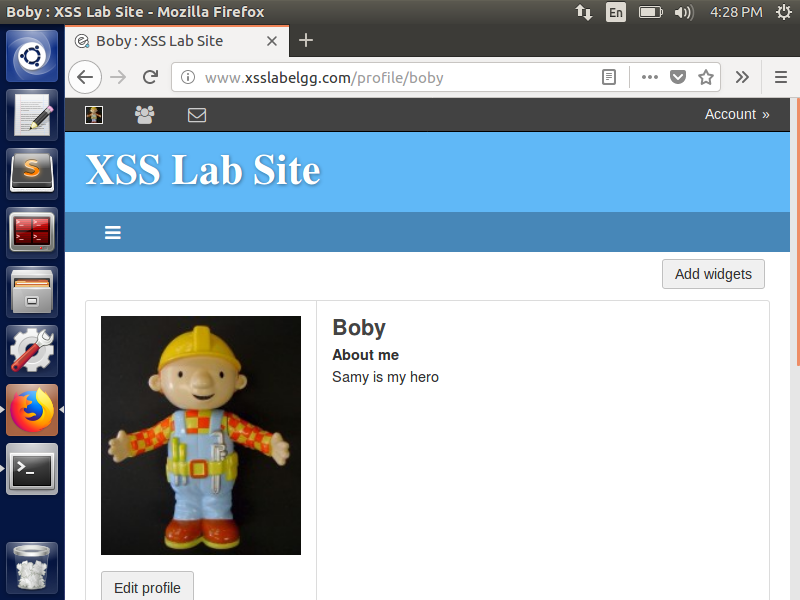 Boby : XSS Lab Site - Mozilla Firefox
En
4:28 PM
Boby : XSS Lab Site
www.xsslabelgg.com/profile/boby
Account »
XSS Lab Site
Add widgets
Boby
About me
Samy is my hero
Edit profile